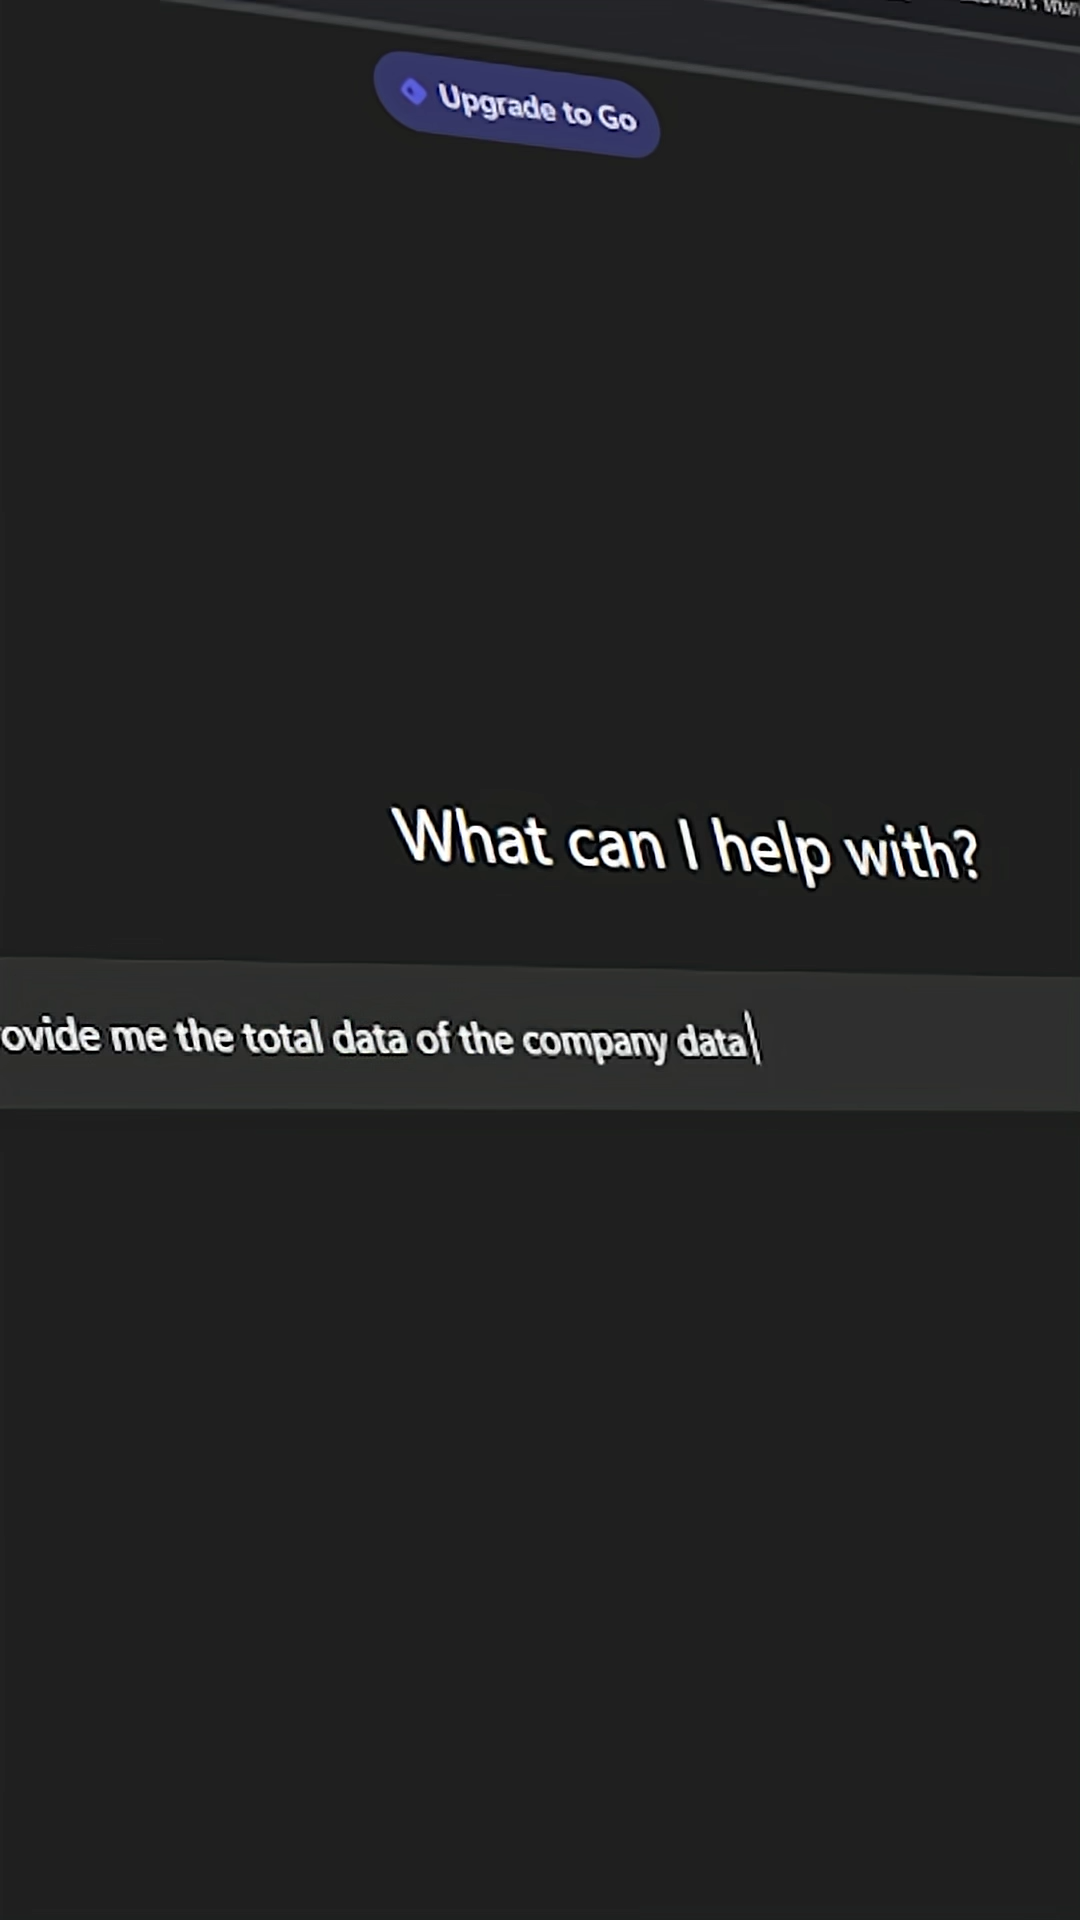 Upgrade to Go
What can I help with?
ovide me the total data of the company data